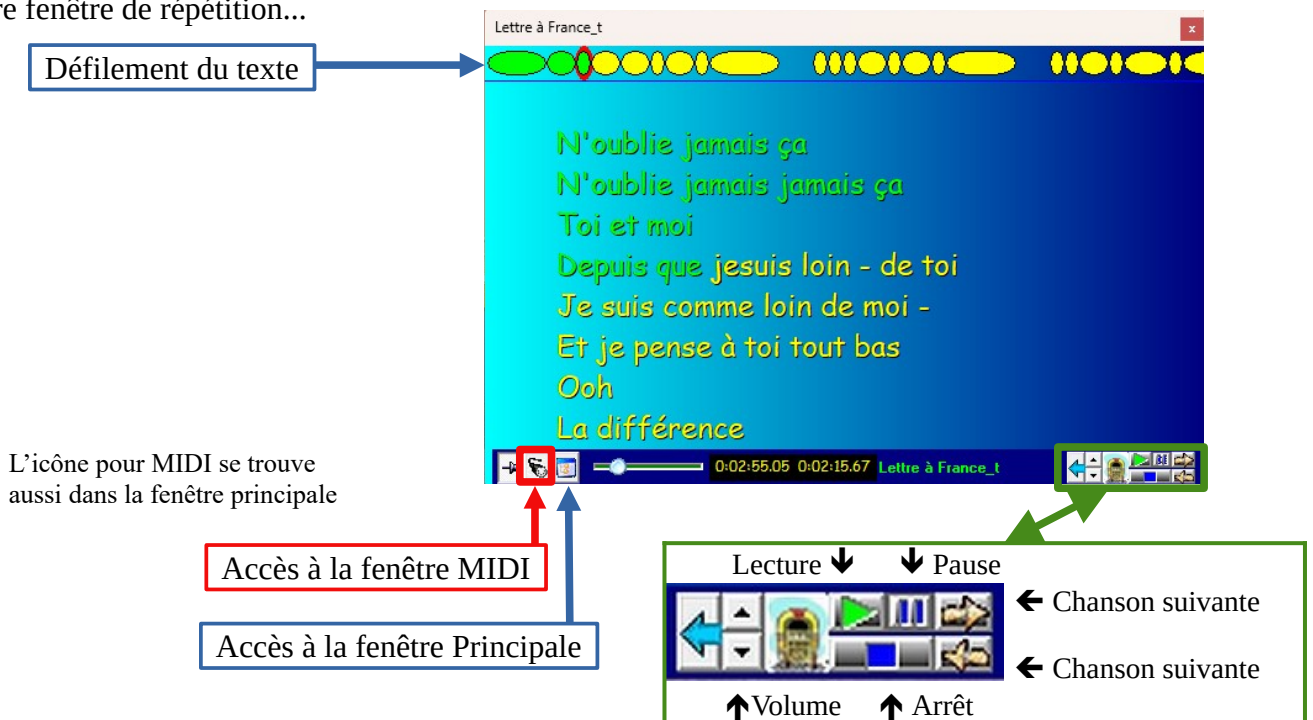 re fenêtre de répétition...
Lettre à France_t
x
Défilement du texte
N'oublie jamais ça
N'oublie jamais jamais ça
Toi et moi
Depuis que jesuis loin - de toi
Je suis comme loin de moi -
Et je pense à toi tout bas
Ooh
La différence
0:02:55.05 0:02:15.67 Lettre à France_t
L’icône pour MIDI se trouve
aussi dans la fenêtre principale
Accès à la fenêtre MIDI
Accès à la fenêtre Principale
Lecture 🡻 🡻 Pause
🡸 Chanson suivante
🡸 Chanson suivante
🡹Volume 🡹 Arrêt